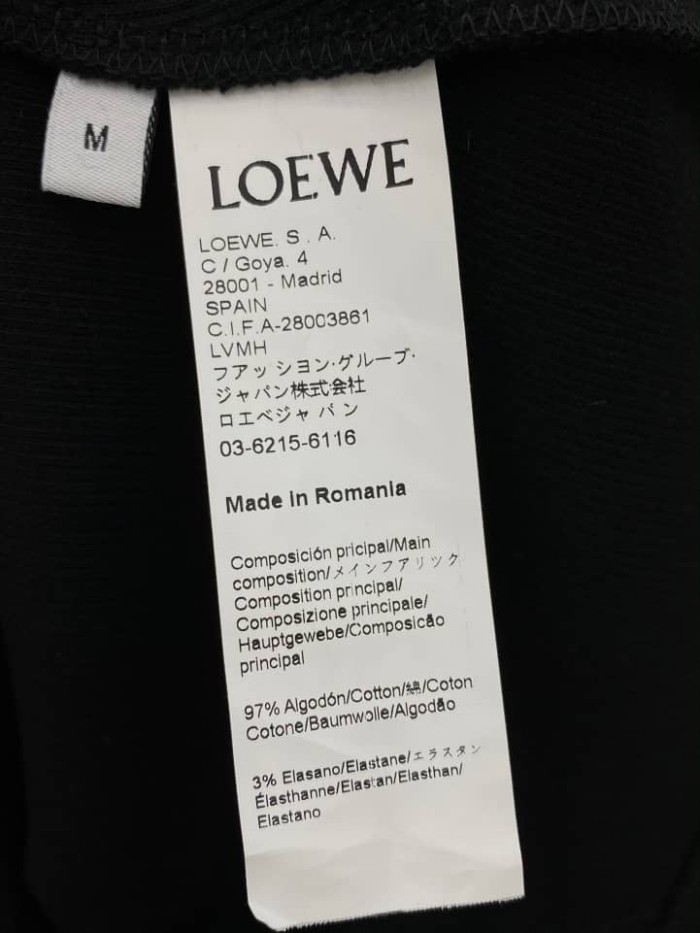 M
LOEWE
LOEWE. S . A.
C / Goya. 4
28001 - Madrid
SPAIN
C.I.F.A-28003861
LVMH
フアッション·グループ·
ジャパン株式会社
ロエベジャパン
03-6215-6116
Made in Romania
Composición pricipal/Main
composition/メインフアリック
Composition principal/
Composizione principale/
Hauptgewebe/Composicão
principal
97% Algodón/Cotton/綿/Coton
Cotone/Baumwolle/Algodão
3% Elasano/Elastane/エラスタン
Élasthanne/Elastan/Elasthan/
Elastano